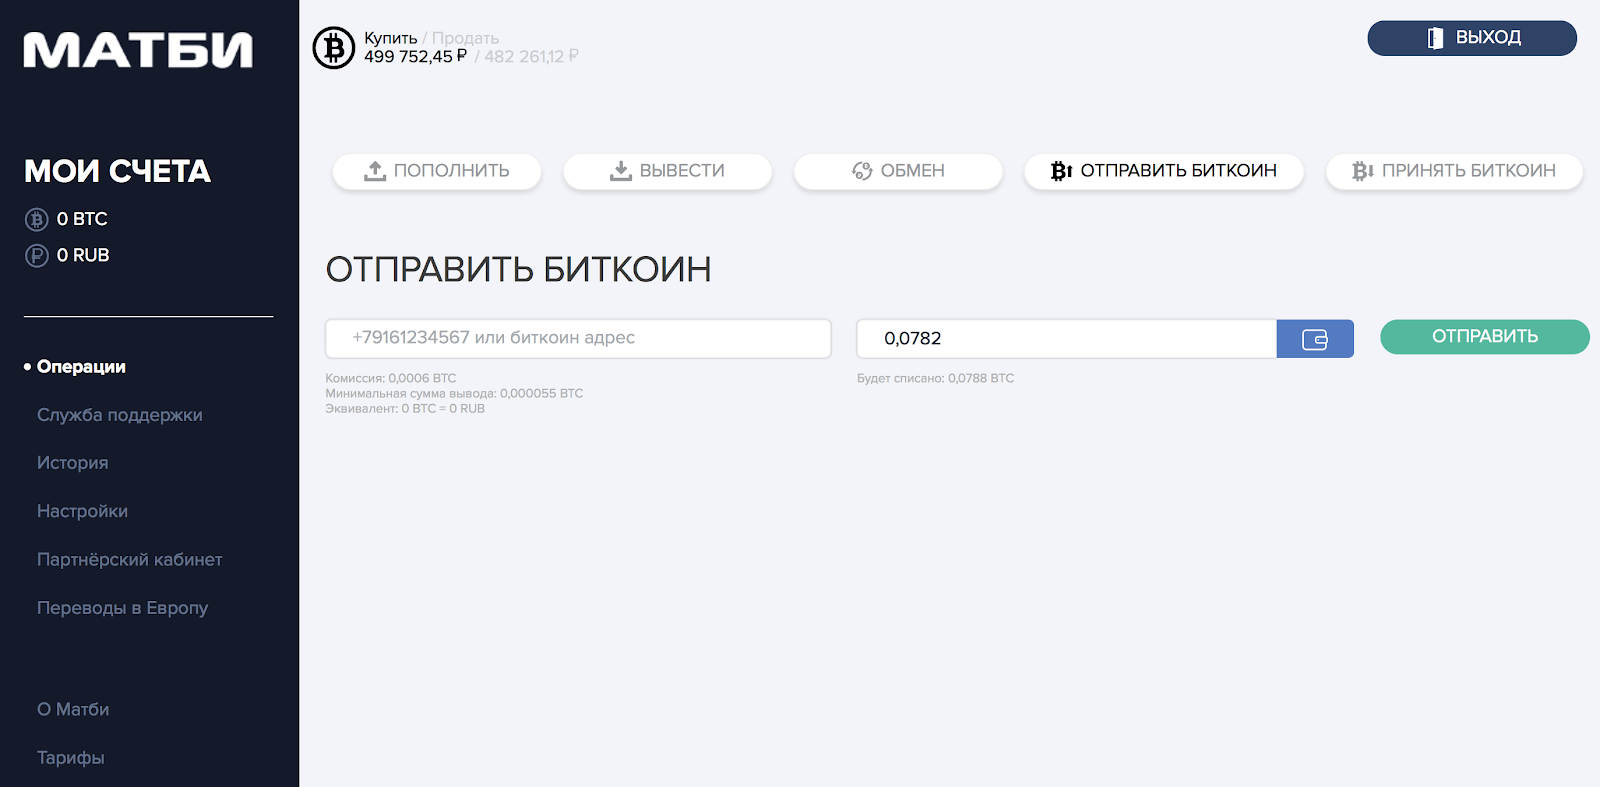 МАТБИ
МОИ СЧЕТА
0 BTC
0 RUB
• Операции
Служба поддержки
История
Настройки
Партнёрский кабинет
Переводы в Европу
О Матби
Тарифы
Купить / Продать
499 752,45 ₽ / 482 261,12 ₽
ВЫХОД
ПОПОЛНИТЬ
ВЫВЕСТИ
ОБМЕН
ОТПРАВИТЬ БИТКОИН
ПРИНЯТЬ БИТКОИН
ОТПРАВИТЬ БИТКОИН
+79161234567 или биткоин адрес
0,0782
ОТПРАВИТЬ
Комиссия: 0,0006 BTC
Минимальная сумма вывода: 0,000055 BTC
Эквивалент: 0 BTC = 0 RUB
Будет списано: 0,0788 BTC